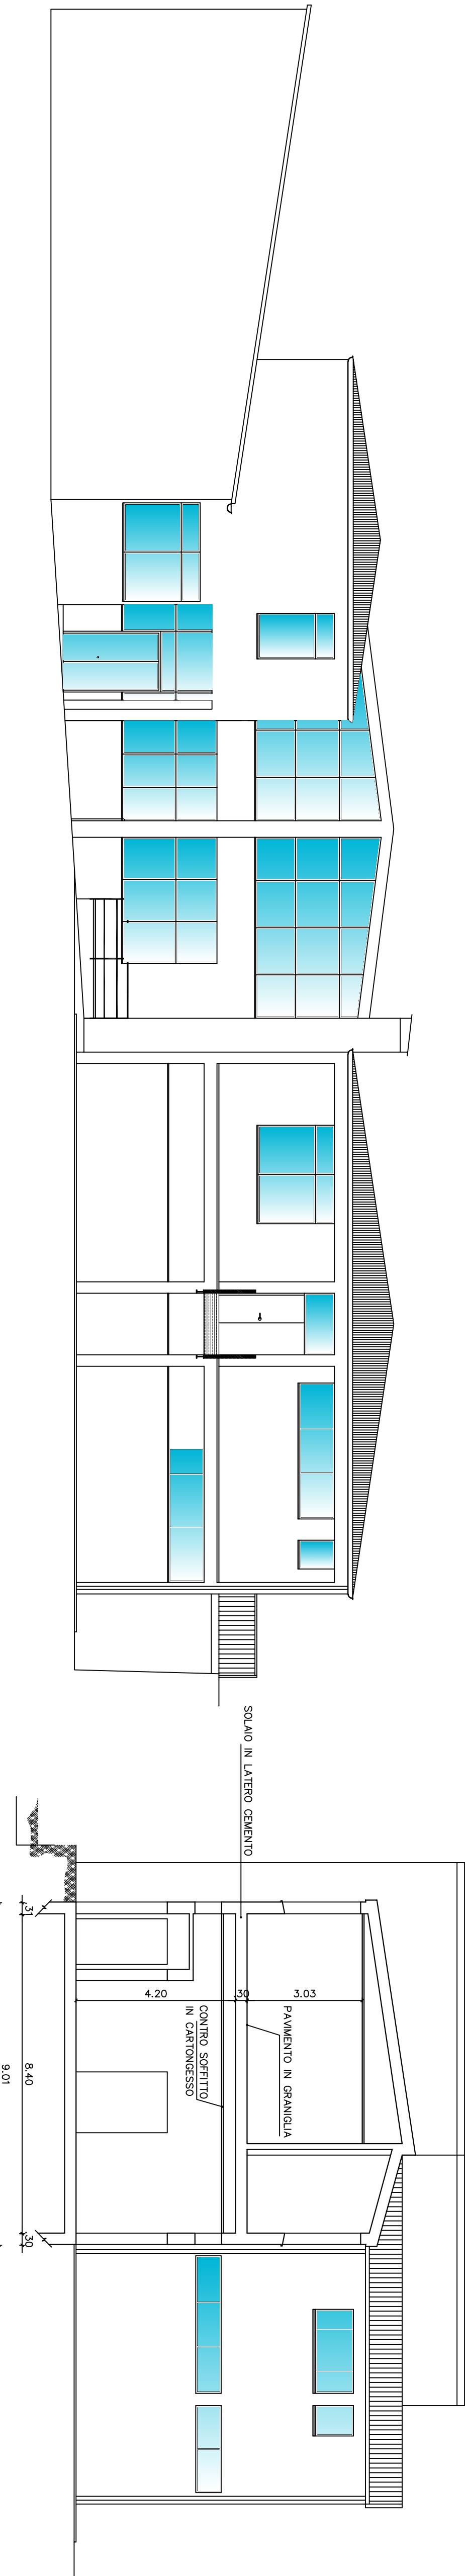 SOLAIO IN LATERO CEMENTO
PAVIMENTO IN GRANIGLIA
3.03
.30
4.20
CONTRO SOFFITTO
IN CARTONGESSO
.31
8.40
.30
9.01